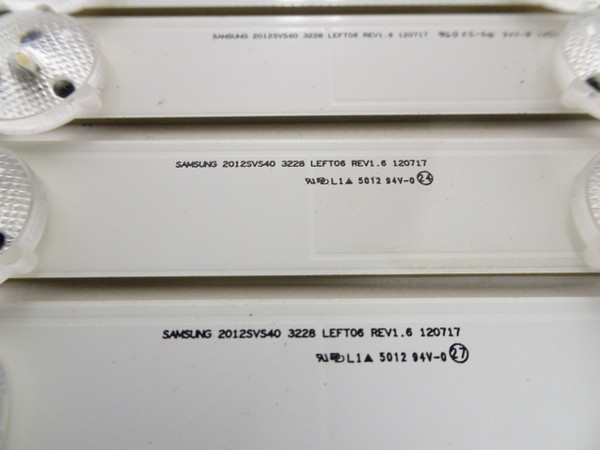 SAMSUNG 2012SVS40 3228 LEFT04 REV1.6 120717
SAMSUNG 2012SVS40 3228 LEFT06 REV1.6 120717
L1▲ 5012 94V-0 24
SAMSUNG 2012SVS40 3228 LEFT06 REV1.6 120717
L1▲ 5012 94V-0 27